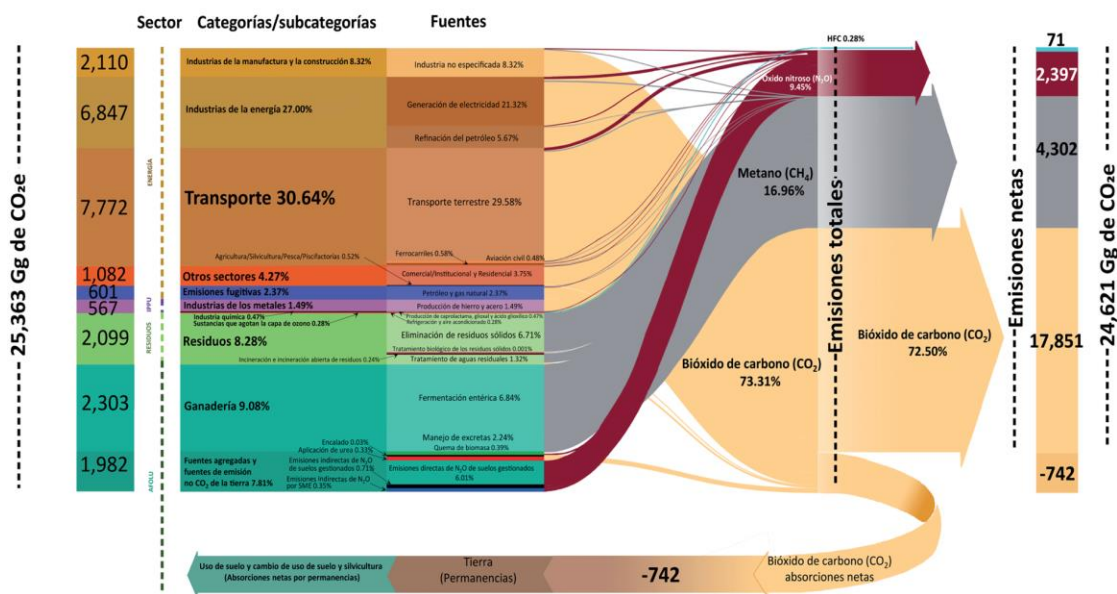 Sector
Categorías/subcategorías
Fuentes
25,363 Gg de CO₂e
2,110
6,847
7,772
1,082
601
567
2,099
2,303
1,982
ENERGÍA
IPPU
RESIDUOS
AFOLU
Industrias de la manufactura y la construcción 8.32%
Industrias de la energía 27.00%
Transporte 30.64%
Agricultura/Silvicultura/Pesca/Piscifactorías 0.52%
Otros sectores 4.27%
Emisiones fugitivas 2.37%
Industrias de los metales 1.49%
Industria química 0.47%
Sustancias que agotan la capa de ozono 0.28%
Residuos 8.28%
Incineración e incineración abierta de residuos 0.24%
Ganadería 9.08%
Encalado 0.03%
Aplicación de urea 0.33%
Fuentes agregadas y
fuentes de emisión
no CO₂ de la tierra 7.81%
Emisiones indirectas de N₂O
de suelos gestionados 0.71%
Emisiones Indirectas de N₂O
por SME 0.35%
Industria no especificada 8.32%
Generación de electricidad 21.32%
Refinación del petróleo 5.67%
Transporte terrestre 29.58%
Ferrocarriles 0.58%
Aviación civil 0.48%
Comercial/Institucional y Residencial 3.75%
Petróleo y gas natural 2.37%
Producción de hierro y acero 1.49%
Producción de caprolactama, glioxal y ácido glioxílico 0.47%
Refrigeración y aire acondicionado 0.28%
Eliminación de residuos sólidos 6.71%
Tratamiento biológico de los residuos sólidos 0.001%
Tratamiento de aguas residuales 1.32%
Fermentación entérica 6.84%
Manejo de excretas 2.24%
Quema de biomasa 0.39%
Emisiones directas de N₂O de suelos gestionados
6.01%
HFC 0.28%
Oxido nitroso (N₂O)
9.45%
Metano (CH₄)
16.96%
Bióxido de carbono (CO₂)
73.31%
Emisiones totales
Bióxido de carbono (CO₂)
72.50%
Emisiones netas
71
2,397
4,302
17,851
-742
24,621 Gg de CO₂e
Uso de suelo y cambio de uso de suelo y silvicultura
(Absorciones netas por permanencias)
Tierra
(Permanencias)
-742
Bióxido de carbono (CO₂)
absorciones netas